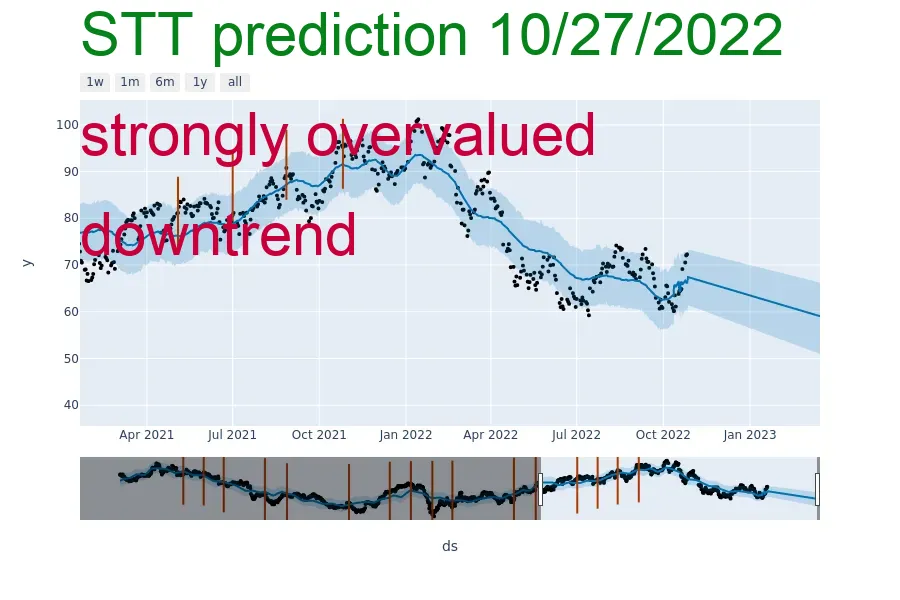 STT prediction 10/27/2022
1w 1m 6m 1y all
strongly overvalued
downtrend
100
90
80
70
60
50
40
y
Apr 2021 Jul 2021 Oct 2021 Jan 2022 Apr 2022 Jul 2022 Oct 2022 Jan 2023
ds